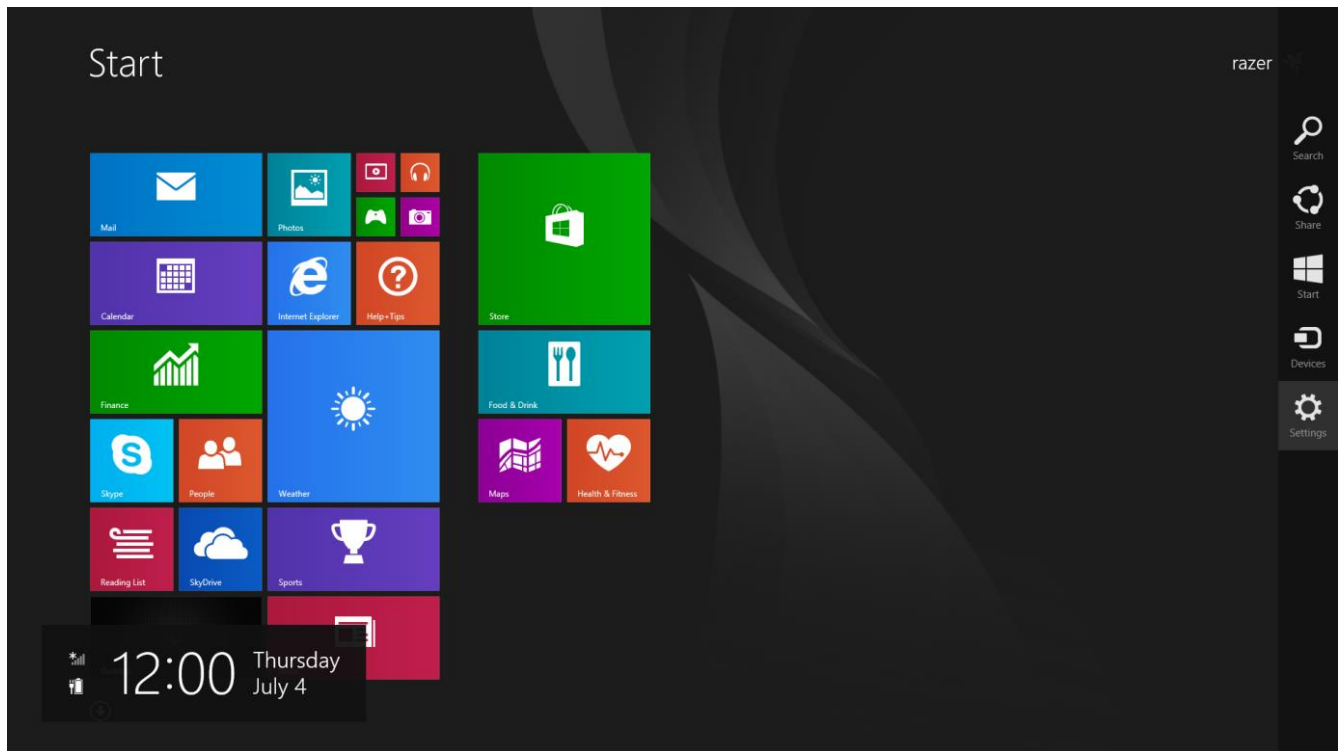 Start
razer
Mail
Photos
Calendar
Internet Explorer
Help+Tips
Store
Finance
Weather
Food & Drink
Skype
People
Maps
Health & Fitness
Reading List
SkyDrive
Sports
12:00
Thursday
July 4
Search
Share
Start
Devices
Settings